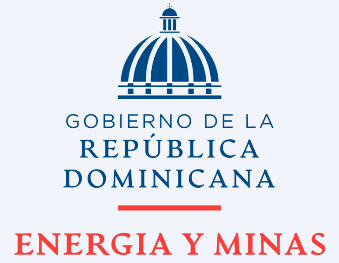 GOBIERNO DE LA
REPÚBLICA
DOMINICANA
ENERGIA Y MINAS